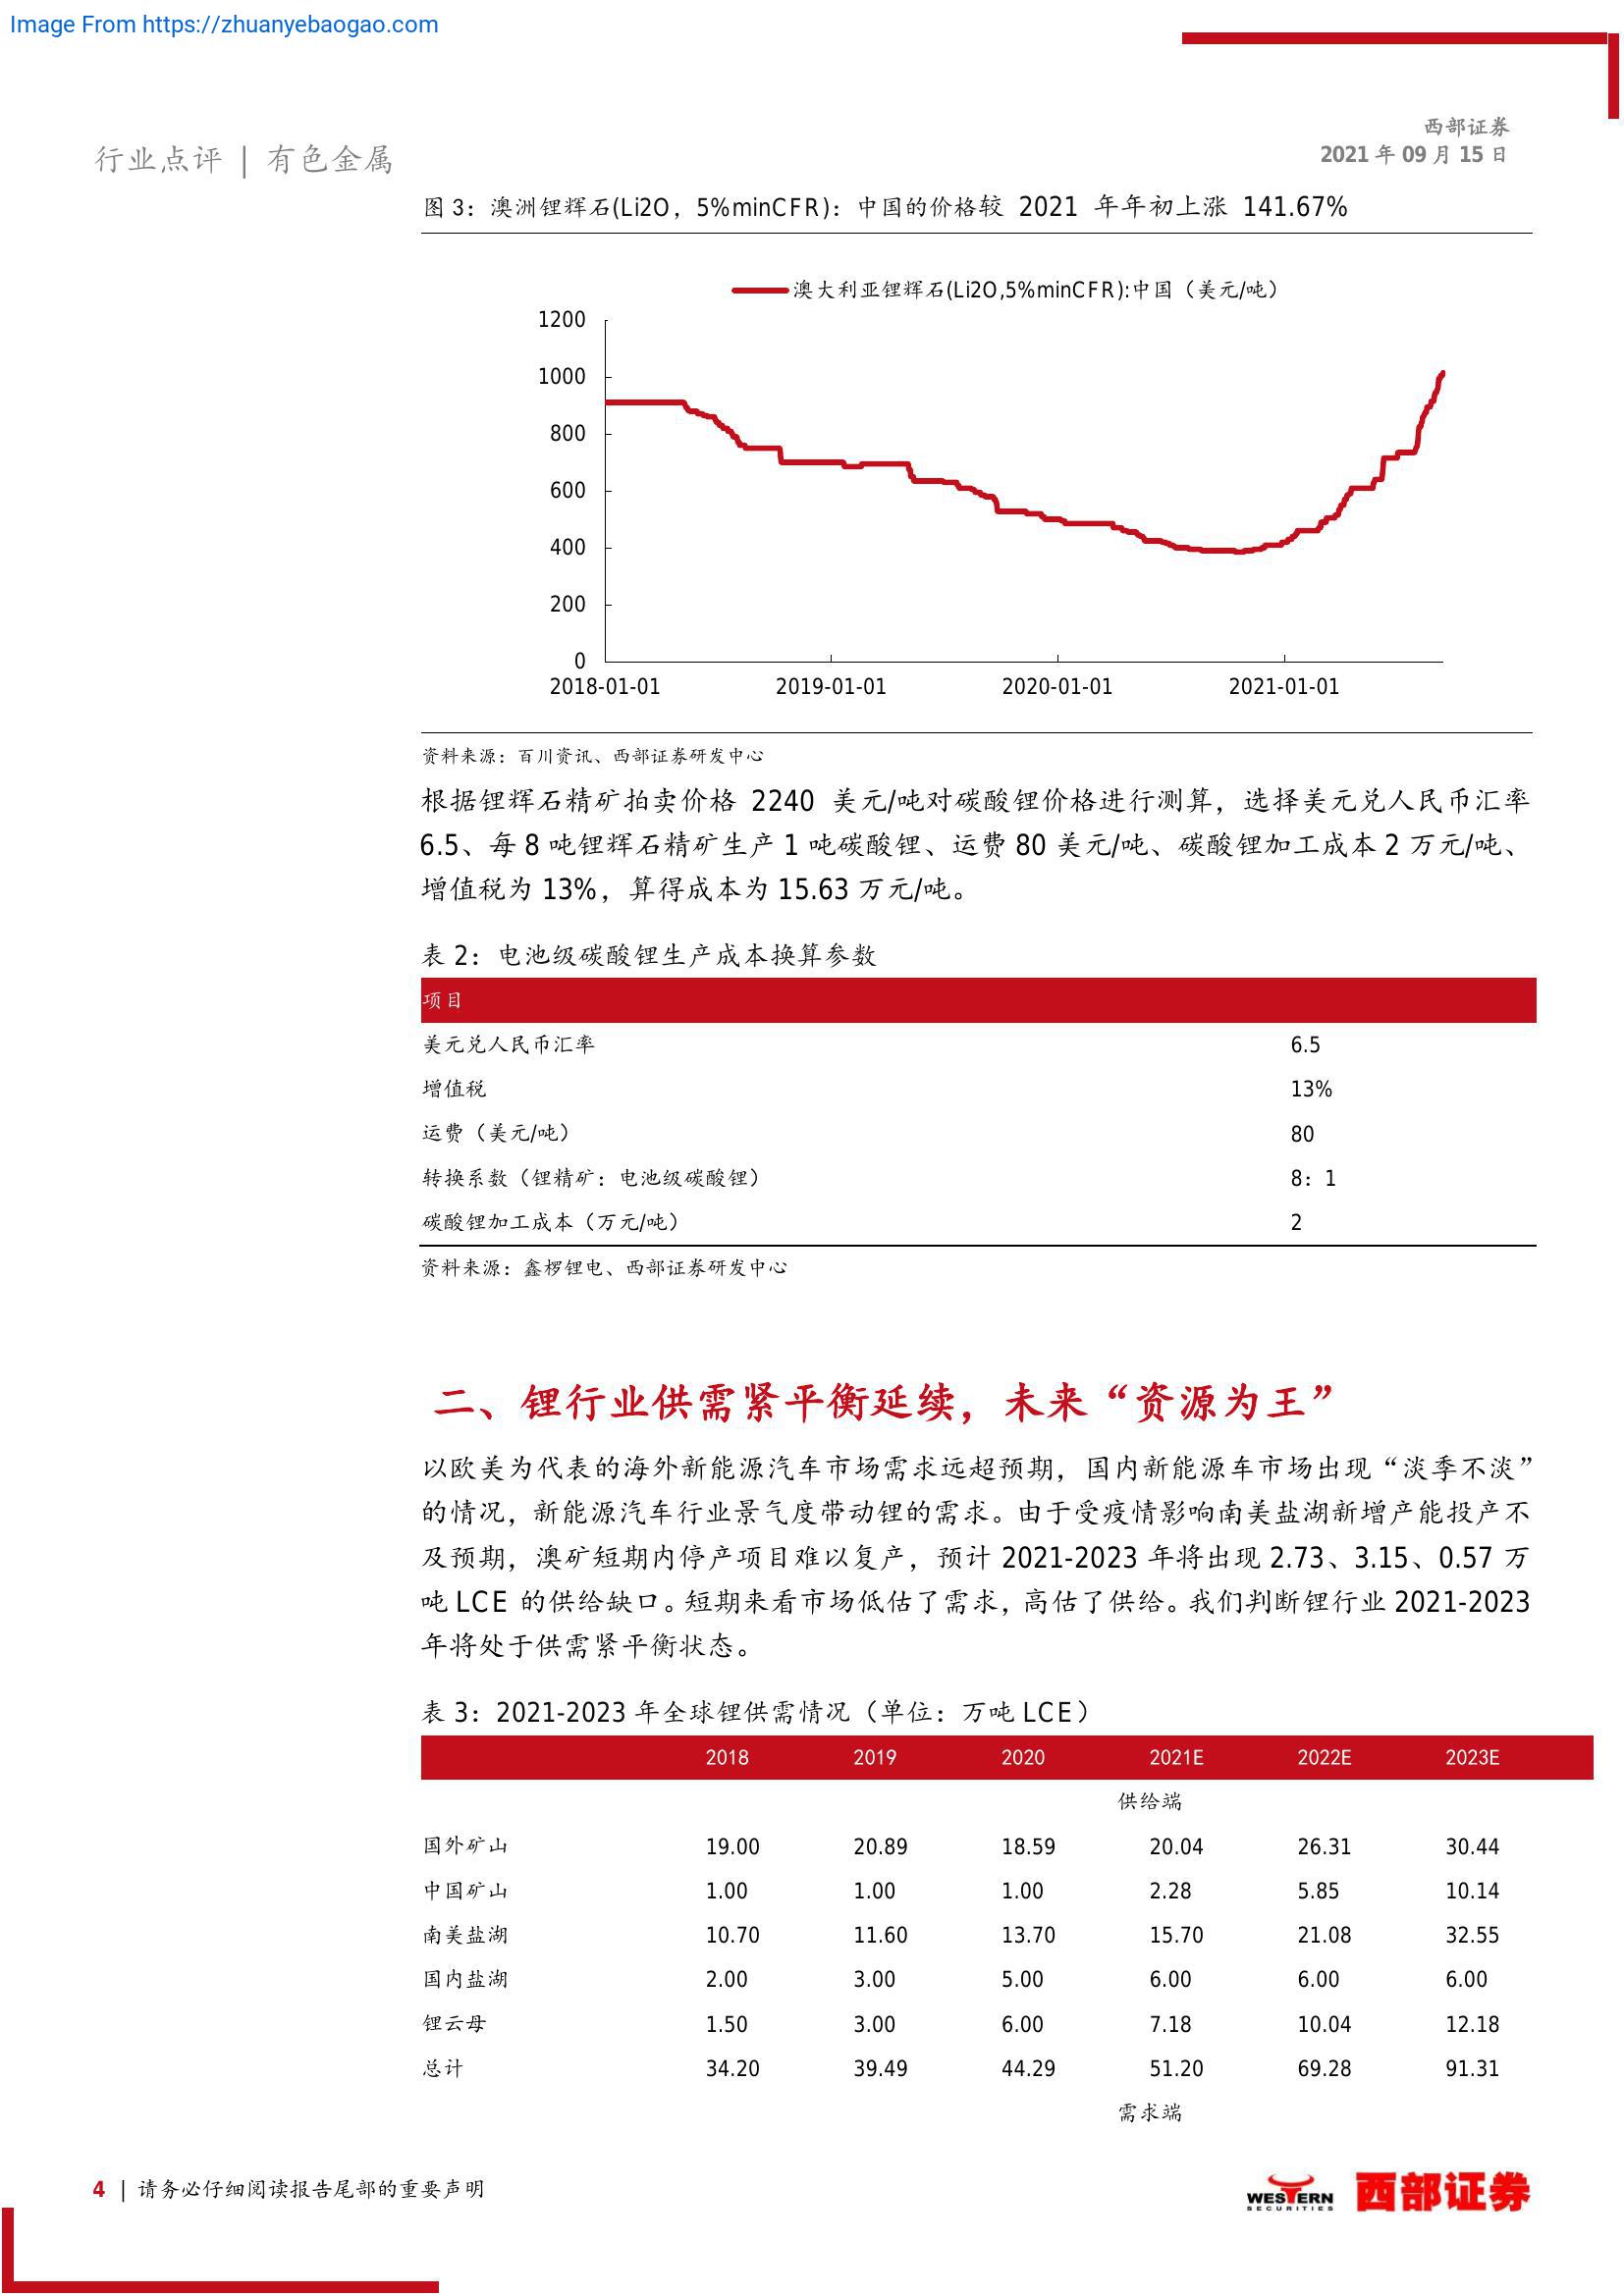 Image From https://zhuanyebaogao.com
行业点评 | 有色金属
西部证券
2021 年 09 月 15 日
图 3：澳洲锂辉石(Li2O，5%minCFR)：中国的价格较 2021 年年初上涨 141.67%
澳大利亚锂辉石(Li2O,5%minCFR):中国（美元/吨）
1200
1000
800
600
400
200
0
2018-01-01 2019-01-01 2020-01-01 2021-01-01
资料来源：百川资讯、西部证券研发中心
根据锂辉石精矿拍卖价格 2240 美元/吨对碳酸锂价格进行测算，选择美元兑人民币汇率
6.5、每 8 吨锂辉石精矿生产 1 吨碳酸锂、运费 80 美元/吨、碳酸锂加工成本 2 万元/吨、
增值税为 13%，算得成本为 15.63 万元/吨。
表 2：电池级碳酸锂生产成本换算参数
项目
美元兑人民币汇率 6.5
增值税 13%
运费（美元/吨） 80
转换系数（锂精矿：电池级碳酸锂） 8：1
碳酸锂加工成本（万元/吨） 2
资料来源：鑫椤锂电、西部证券研发中心
二、锂行业供需紧平衡延续，未来“资源为王”
以欧美为代表的海外新能源汽车市场需求远超预期，国内新能源车市场出现“淡季不淡”
的情况，新能源汽车行业景气度带动锂的需求。由于受疫情影响南美盐湖新增产能投产不
及预期，澳矿短期内停产项目难以复产，预计 2021-2023 年将出现 2.73、3.15、0.57 万
吨 LCE 的供给缺口。短期来看市场低估了需求，高估了供给。我们判断锂行业 2021-2023
年将处于供需紧平衡状态。
表 3：2021-2023 年全球锂供需情况（单位：万吨 LCE）
2018 2019 2020 2021E 2022E 2023E
供给端
国外矿山 19.00 20.89 18.59 20.04 26.31 30.44
中国矿山 1.00 1.00 1.00 2.28 5.85 10.14
南美盐湖 10.70 11.60 13.70 15.70 21.08 32.55
国内盐湖 2.00 3.00 5.00 6.00 6.00 6.00
锂云母 1.50 3.00 6.00 7.18 10.04 12.18
总计 34.20 39.49 44.29 51.20 69.28 91.31
需求端
4 | 请务必仔细阅读报告尾部的重要声明
WESTERN
SECURITIES
西部证券